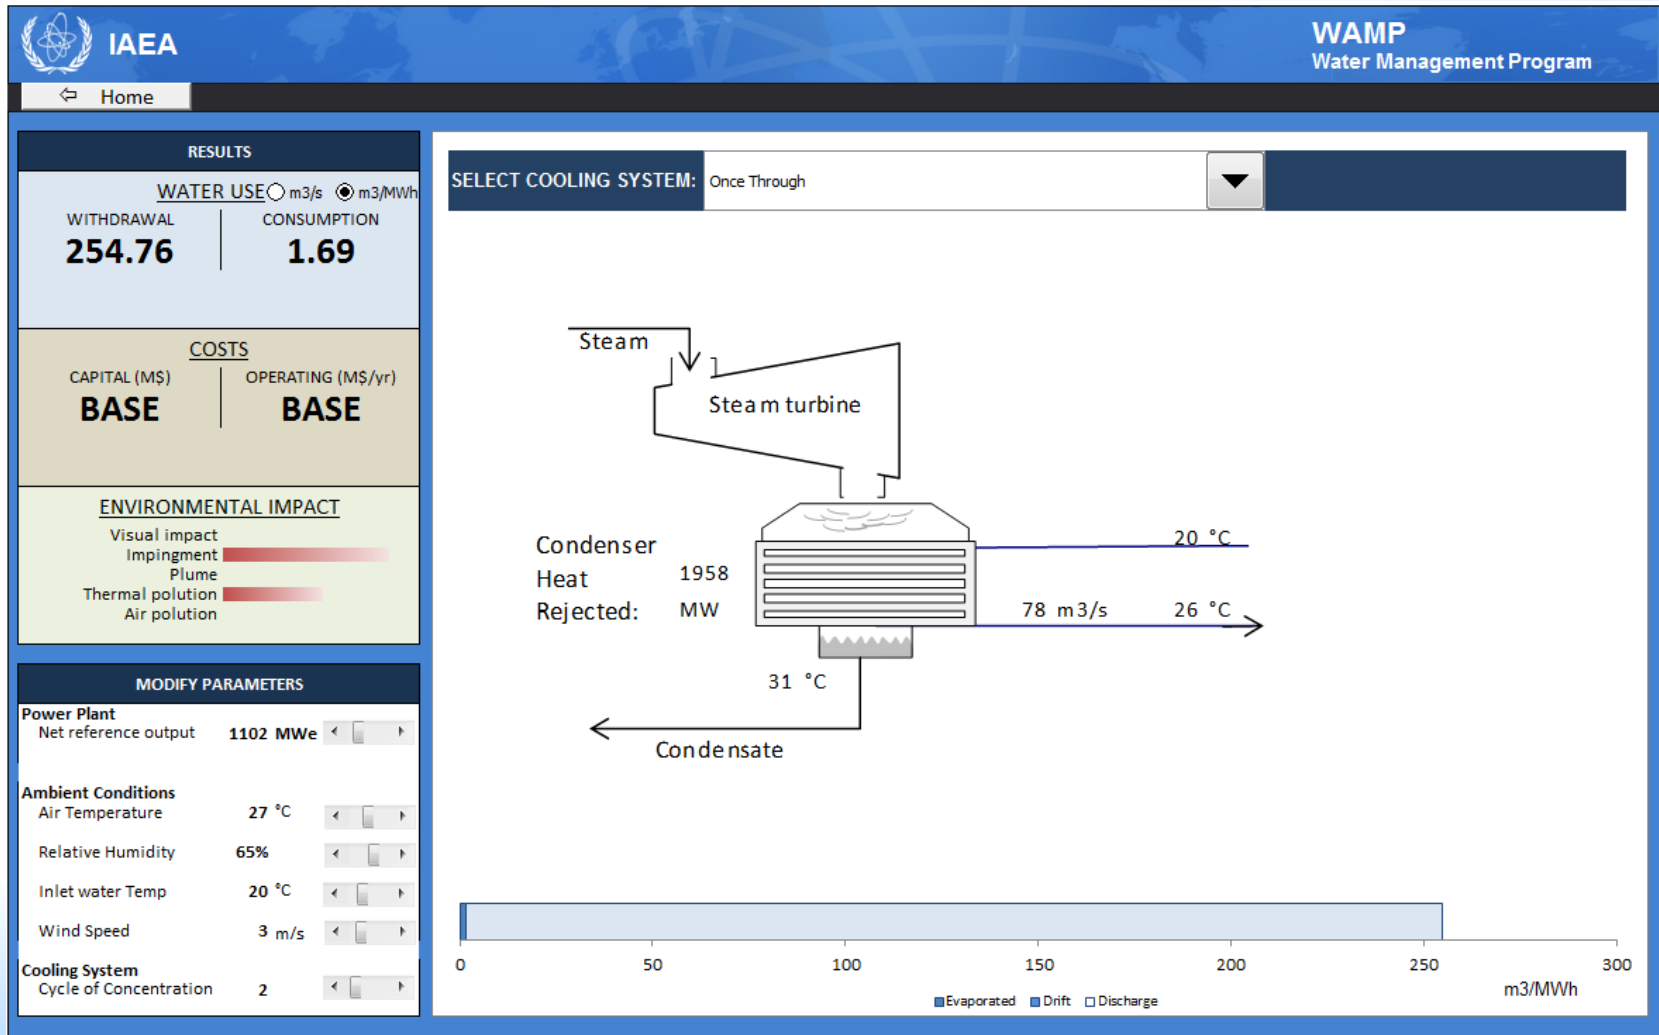 IAEA
WAMP
Water Management Program
Home
RESULTS
WATER USE m3/s m3/MWh
WITHDRAWAL CONSUMPTION
254.76 1.69
COSTS
CAPITAL (M$) OPERATING (M$/yr)
BASE BASE
ENVIRONMENTAL IMPACT
Visual impact
Impingment
Plume
Thermal polution
Air polution
MODIFY PARAMETERS
Power Plant
Net reference output 1102 MWe
Ambient Conditions
Air Temperature 27 °C
Relative Humidity 65%
Inlet water Temp 20 °C
Wind Speed 3 m/s
Cooling System
Cycle of Concentration 2
SELECT COOLING SYSTEM: Once Through
Steam
Steam turbine
Condenser
Heat
Rejected:
1958
MW
20 °C
78 m3/s 26 °C
31 °C
Condensate
0 50 100 150 200 250 300
m3/MWh
Evaporated Drift Discharge